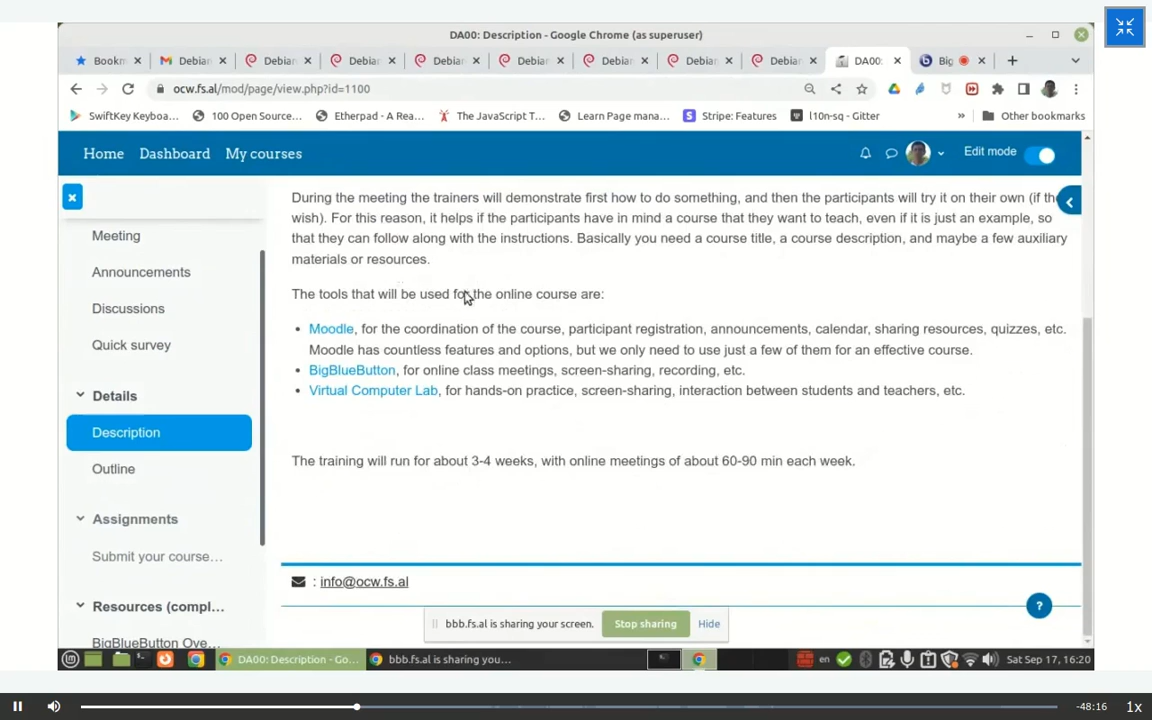 DA00: Description - Google Chrome (as superuser)
Bookm
Debian
Debian
Debian
Debian
Debian
Debian
Debian
Debian
DA00:
Big
ocw.fs.al/mod/page/view.php?id=1100
SwiftKey Keyboa...
100 Open Source...
Etherpad - A Rea...
The JavaScript T...
Learn Page mana...
Stripe: Features
l10n-sq - Gitter
»
Other bookmarks
Home
Dashboard
My courses
Edit mode
Meeting
Announcements
Discussions
Quick survey
Details
Description
Outline
Assignments
Submit your course...
Resources (compl...
BigBlueButton Ove...
During the meeting the trainers will demonstrate first how to do something, and then the participants will try it on their own (if the
wish). For this reason, it helps if the participants have in mind a course that they want to teach, even if it is just an example, so
that they can follow along with the instructions. Basically you need a course title, a course description, and maybe a few auxiliary
materials or resources.
The tools that will be used for the online course are:
• Moodle, for the coordination of the course, participant registration, announcements, calendar, sharing resources, quizzes, etc.
Moodle has countless features and options, but we only need to use just a few of them for an effective course.
• BigBlueButton, for online class meetings, screen-sharing, recording, etc.
• Virtual Computer Lab, for hands-on practice, screen-sharing, interaction between students and teachers, etc.
The training will run for about 3-4 weeks, with online meetings of about 60-90 min each week.
: info@ocw.fs.al
?
bbb.fs.al is sharing your screen.
Stop sharing
Hide
DA00: Description - Go...
bbb.fs.al is sharing you...
en
Sat Sep 17, 16:20
-48:16
1x